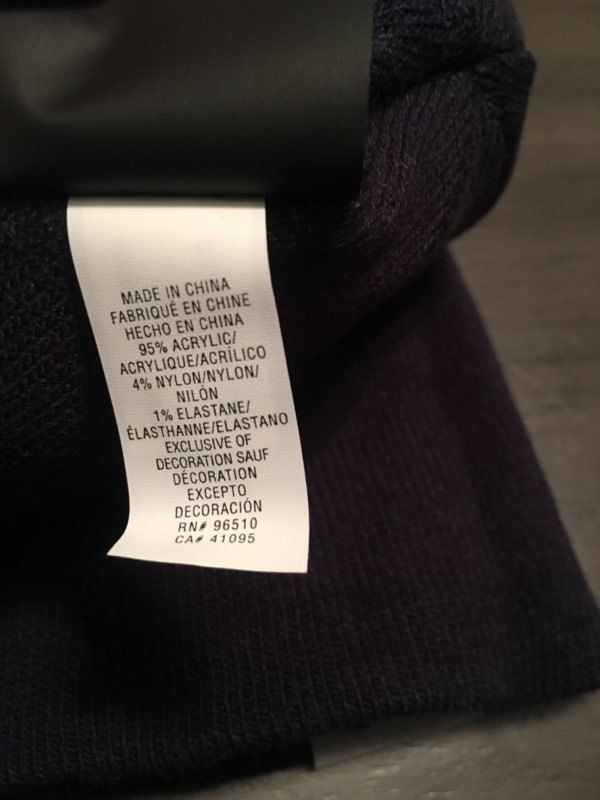 MADE IN CHINA
FABRIQUÉ EN CHINE
HECHO EN CHINA
95% ACRYLIC/
ACRYLIQUE/ACRÍLICO
4% NYLON/NYLON/
NILÓN
1% ELASTANE/
ÉLASTHANNE/ELASTANO
EXCLUSIVE OF
DECORATION SAUF
DÉCORATION
EXCEPTO
DECORACIÓN
RN# 96510
CA# 41095